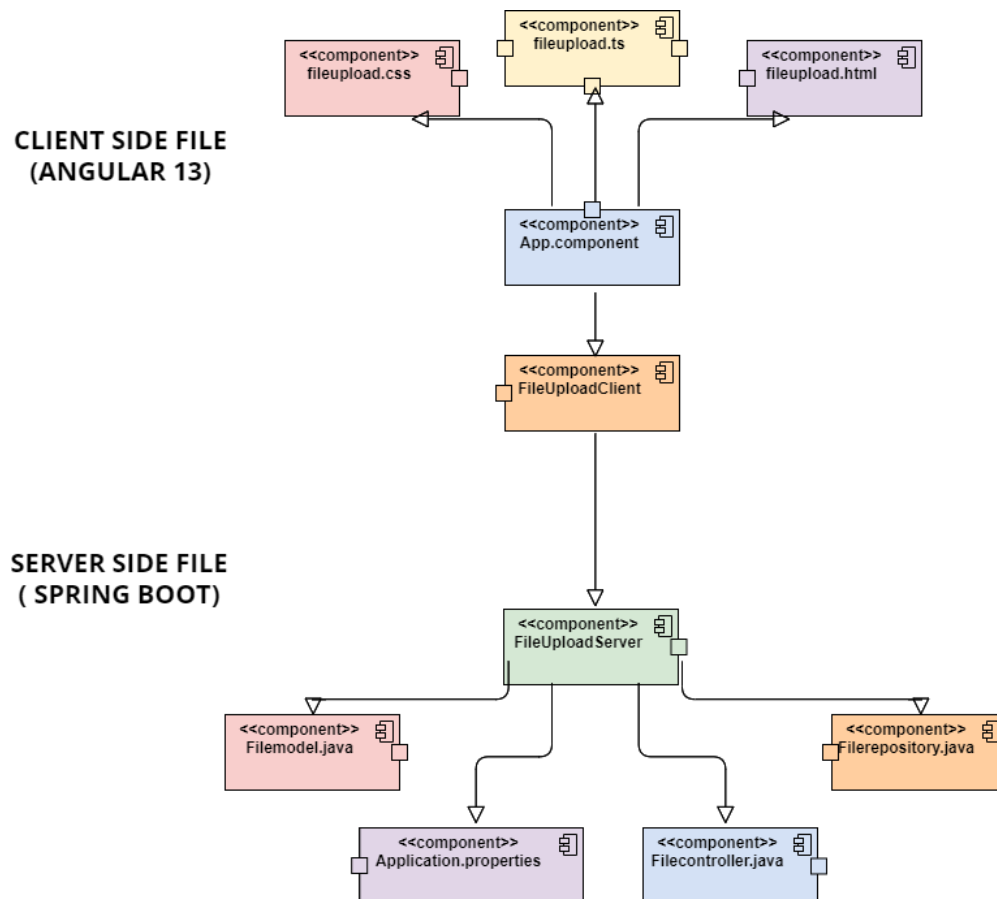 <<component>>
fileupload.css
<<component>>
fileupload.ts
<<component>>
fileupload.html
CLIENT SIDE FILE
(ANGULAR 13)
<<component>>
App.component
<<component>>
FileUploadClient
SERVER SIDE FILE
( SPRING BOOT)
<<component>>
FileUploadServer
<<component>>
Filemodel.java
<<component>>
Filerepository.java
<<component>>
Application.properties
<<component>>
Filecontroller.java